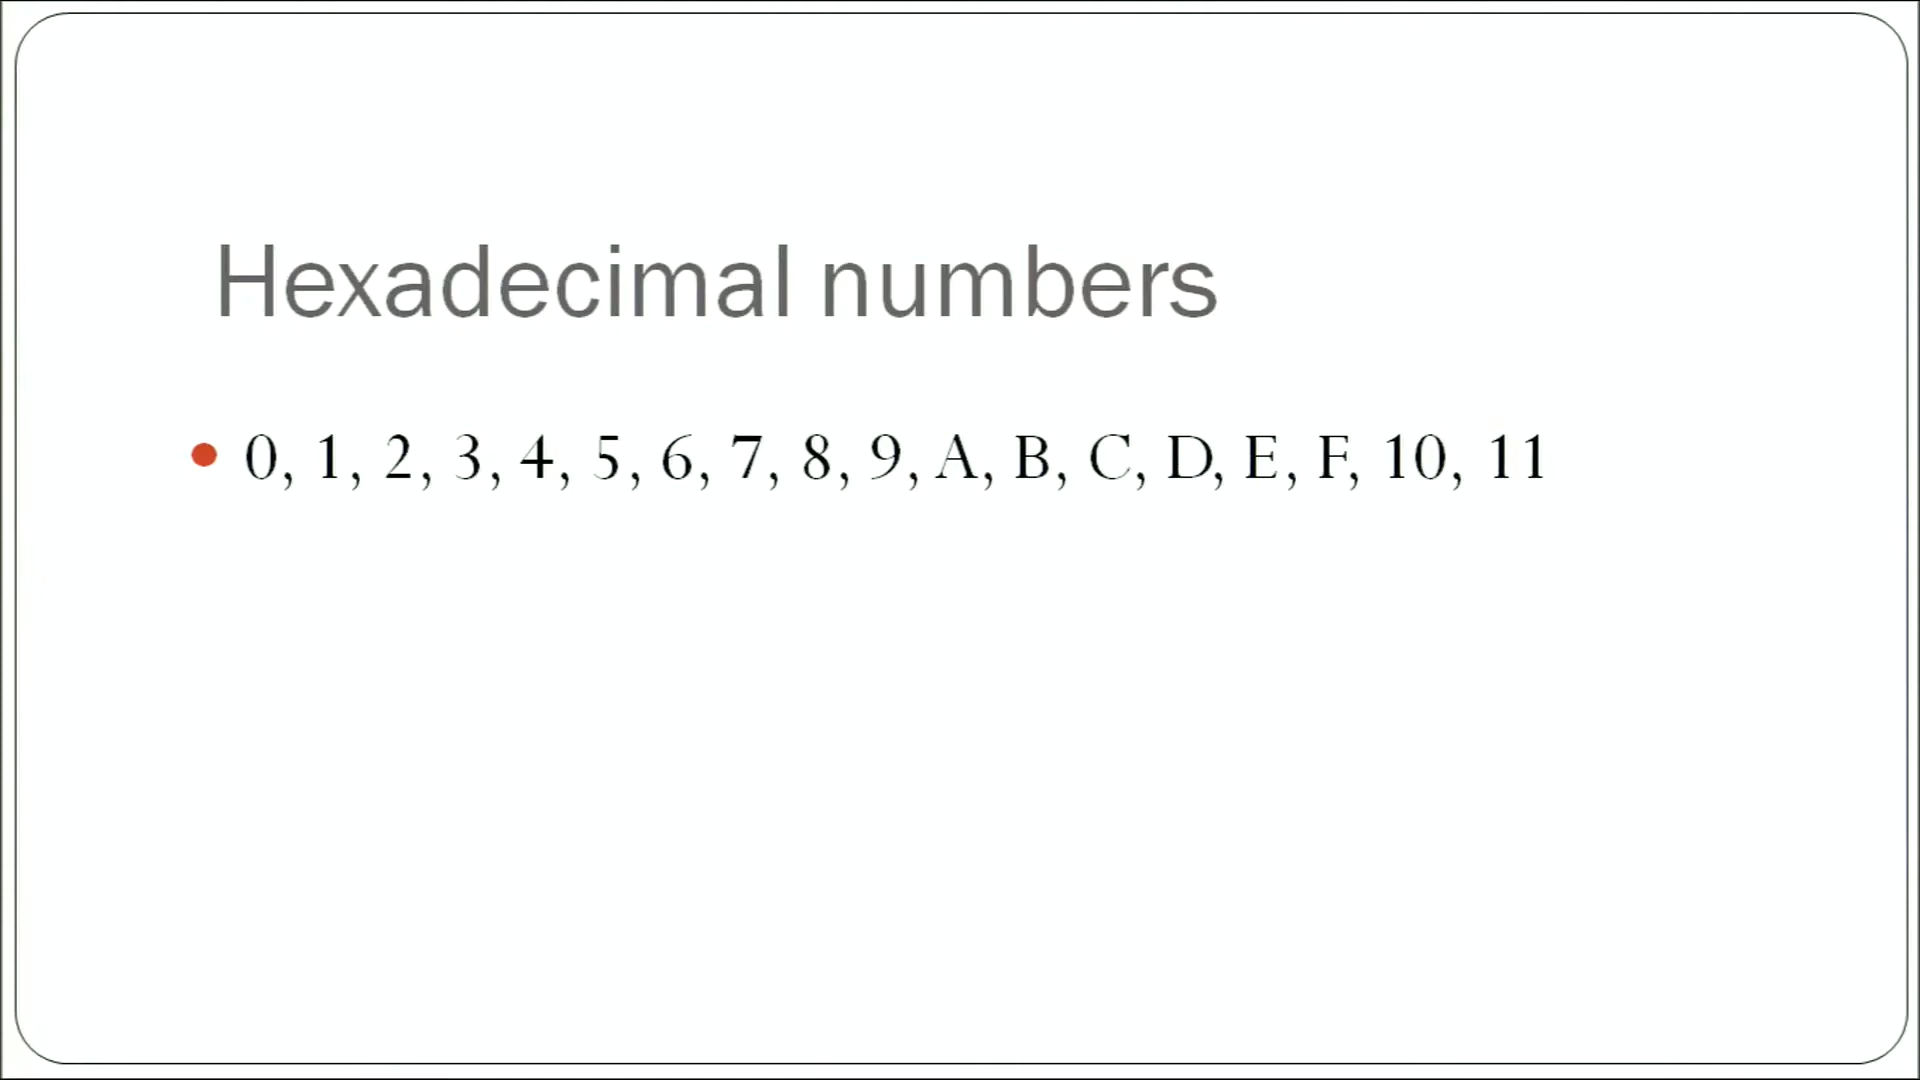 Hexadecimal numbers
• 0, 1, 2, 3, 4, 5, 6, 7, 8, 9, A, B, C, D, E, F, 10, 11